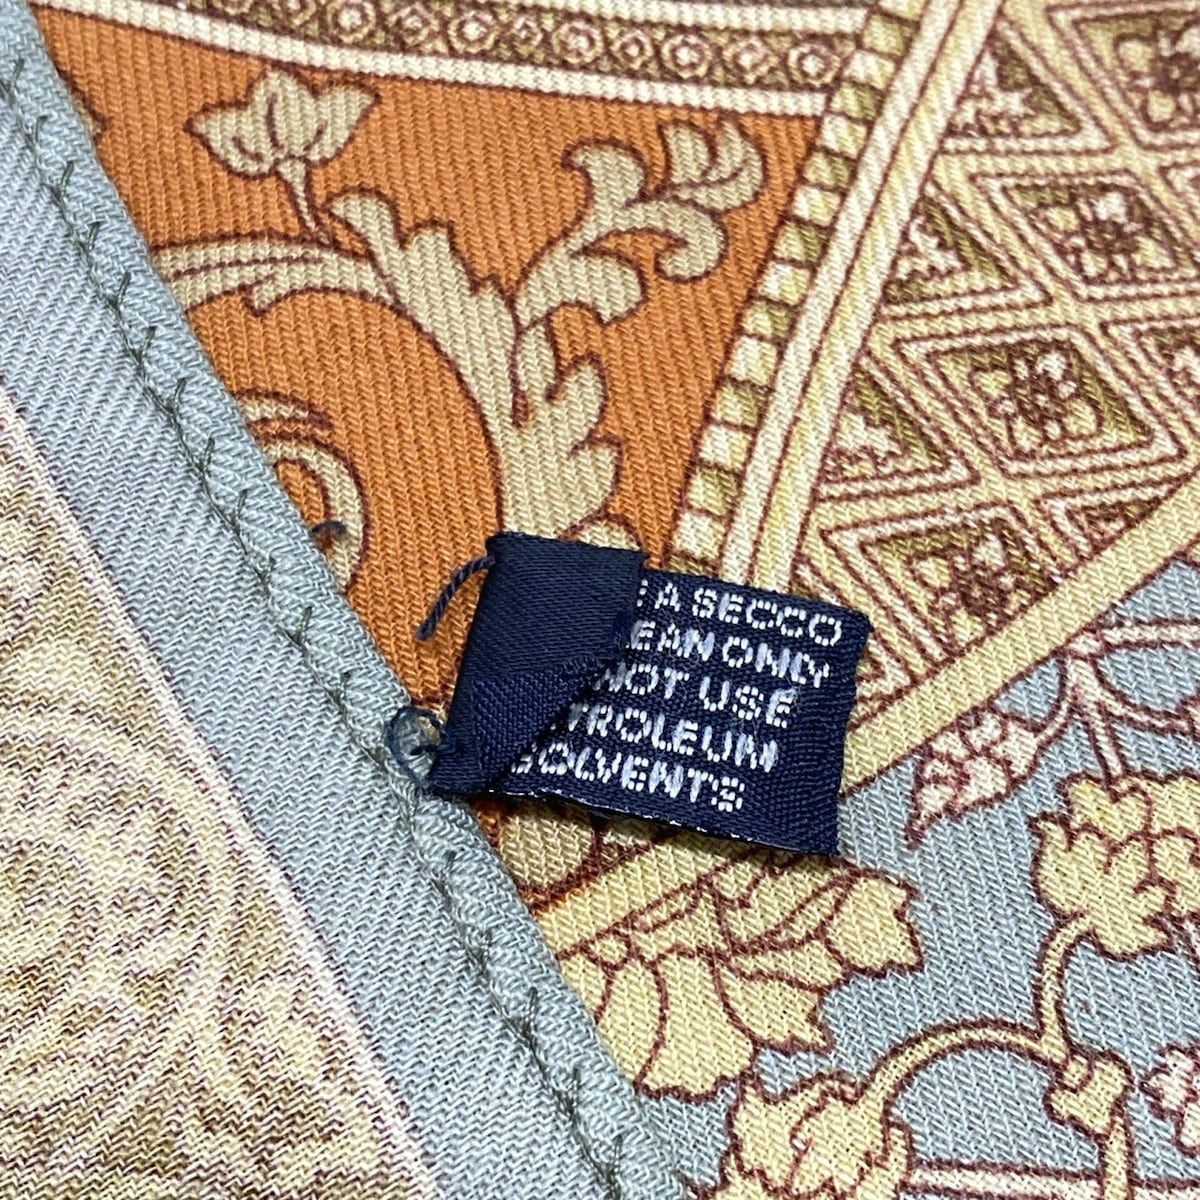 A SECCO
EAN ONLY
NOT USE
TROLEUM
SOLVENTS